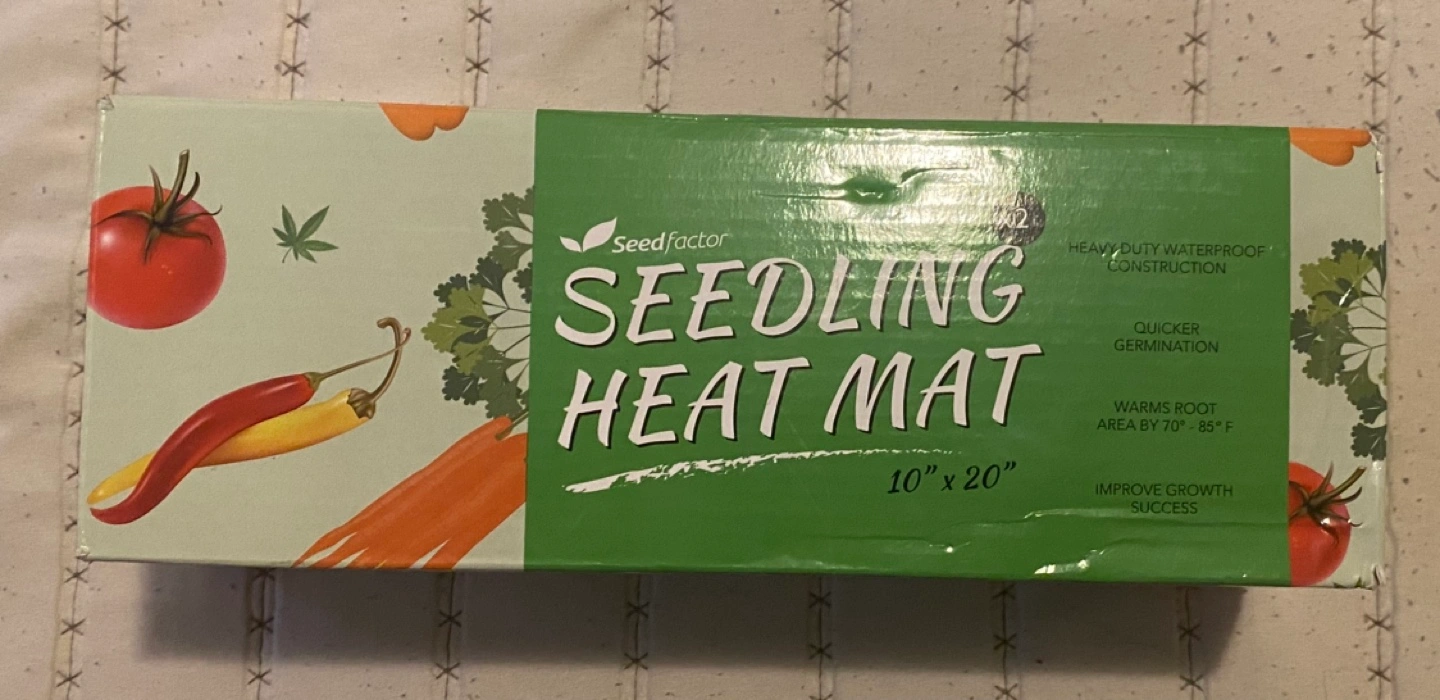 Seedfactor
SEEDLING
HEAT MAT
10” x 20”
HEAVY DUTY WATERPROOF
CONSTRUCTION
QUICKER
GERMINATION
WARMS ROOT
AREA BY 70° - 85° F
IMPROVE GROWTH
SUCCESS